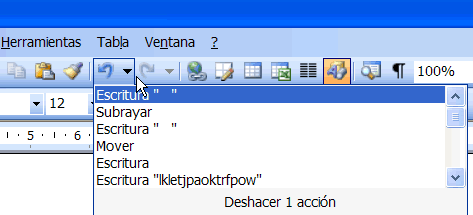 Herramientas Tabla Ventana ?
100%
12
Escritura " "
Subrayar
Escritura " "
Mover
Escritura
Escritura "lkletjpaoktrfpow"
5 6
Deshacer 1 acción